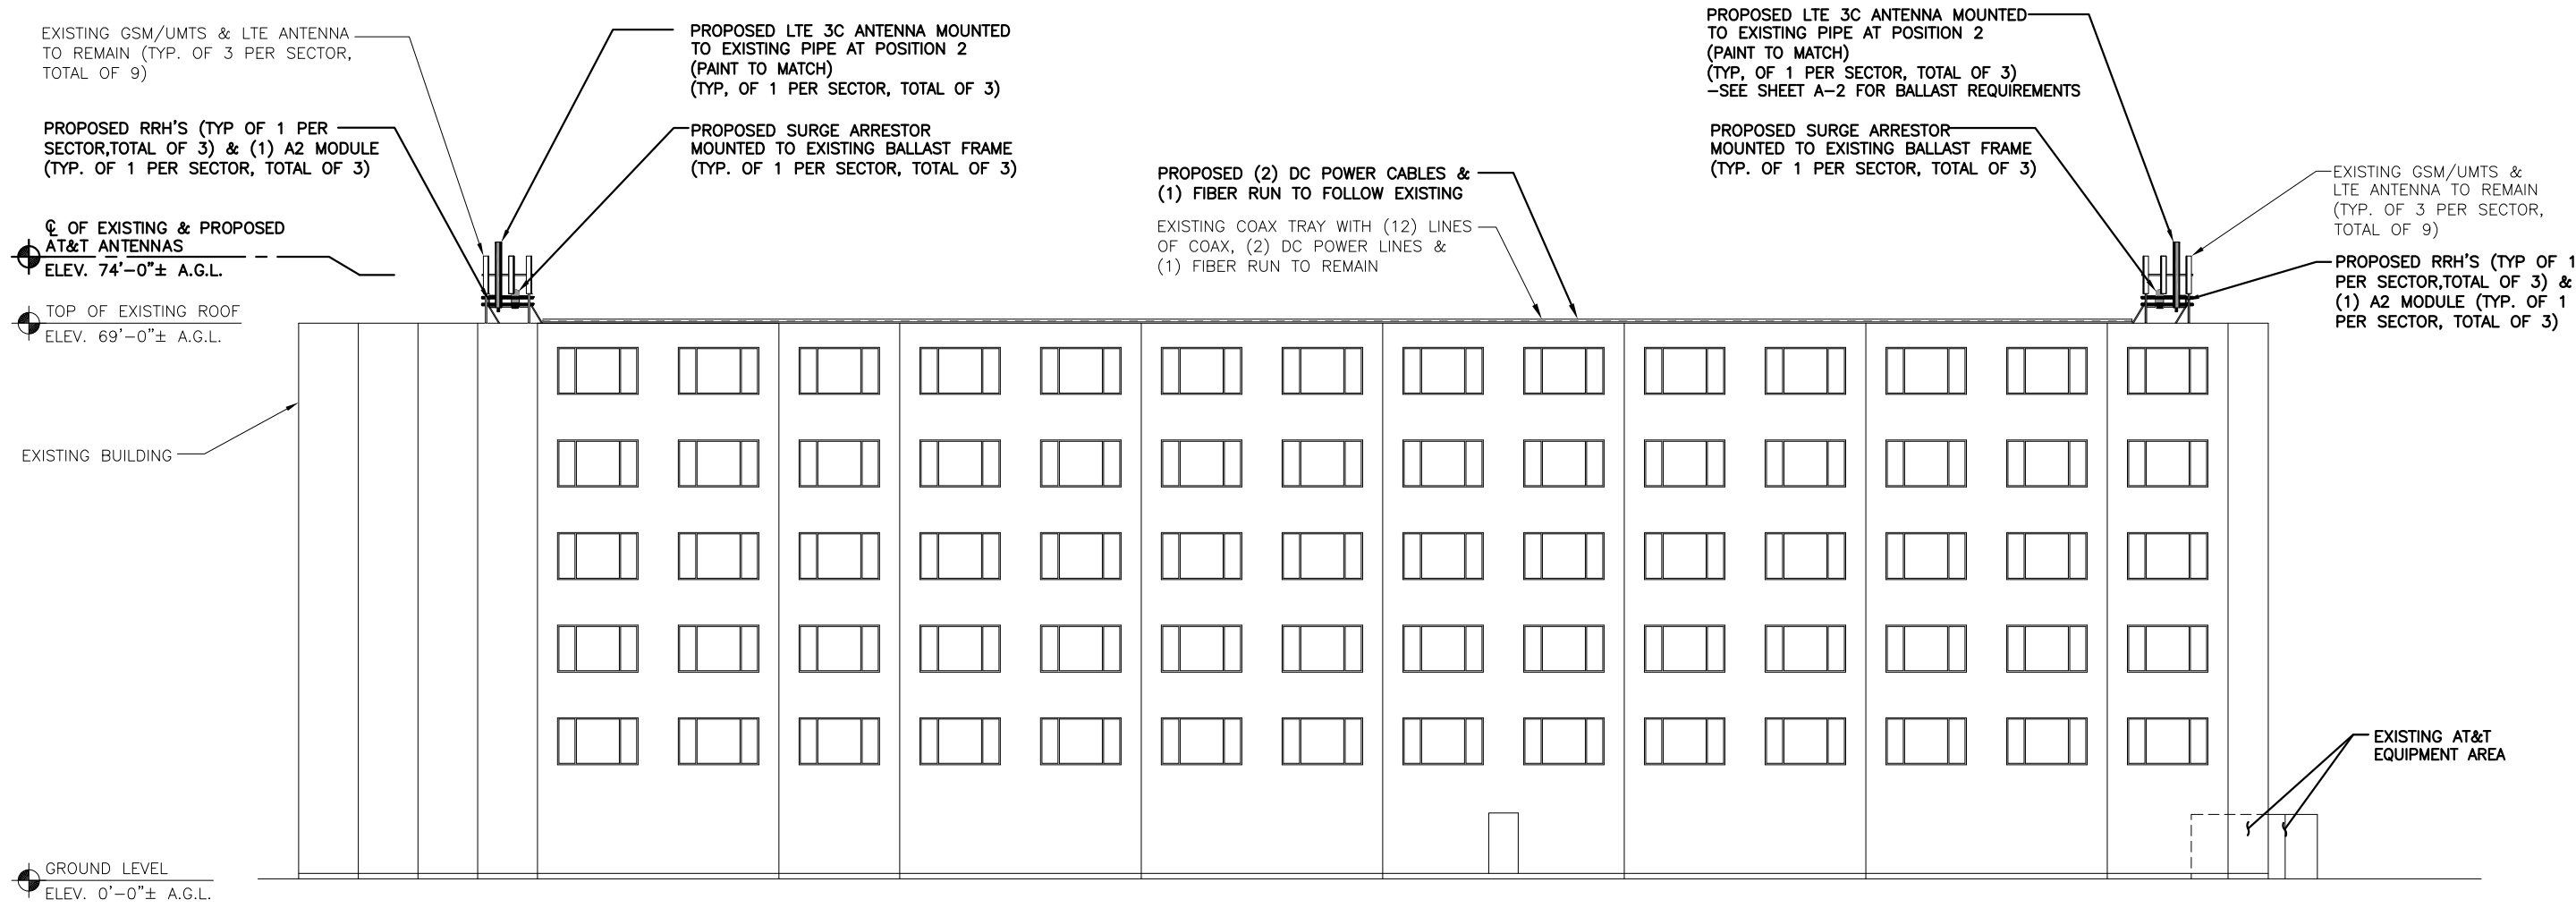 EXISTING GSM/UMTS & LTE ANTENNA
TO REMAIN (TYP. OF 3 PER SECTOR,
TOTAL OF 9)
PROPOSED RRH'S (TYP OF 1 PER
SECTOR,TOTAL OF 3) & (1) A2 MODULE
(TYP. OF 1 PER SECTOR, TOTAL OF 3)
℄ OF EXISTING & PROPOSED
AT&T ANTENNAS
ELEV. 74'-0"± A.G.L.
TOP OF EXISTING ROOF
ELEV. 69'-0"± A.G.L.
EXISTING BUILDING
GROUND LEVEL
ELEV. 0'-0"± A.G.L.
PROPOSED LTE 3C ANTENNA MOUNTED
TO EXISTING PIPE AT POSITION 2
(PAINT TO MATCH)
(TYP, OF 1 PER SECTOR, TOTAL OF 3)
PROPOSED SURGE ARRESTOR
MOUNTED TO EXISTING BALLAST FRAME
(TYP. OF 1 PER SECTOR, TOTAL OF 3)
PROPOSED (2) DC POWER CABLES &
(1) FIBER RUN TO FOLLOW EXISTING
EXISTING COAX TRAY WITH (12) LINES
OF COAX, (2) DC POWER LINES &
(1) FIBER RUN TO REMAIN
PROPOSED LTE 3C ANTENNA MOUNTED
TO EXISTING PIPE AT POSITION 2
(PAINT TO MATCH)
(TYP, OF 1 PER SECTOR, TOTAL OF 3)
-SEE SHEET A-2 FOR BALLAST REQUIREMENTS
PROPOSED SURGE ARRESTOR
MOUNTED TO EXISTING BALLAST FRAME
(TYP. OF 1 PER SECTOR, TOTAL OF 3)
EXISTING GSM/UMTS &
LTE ANTENNA TO REMAIN
(TYP. OF 3 PER SECTOR,
TOTAL OF 9)
PROPOSED RRH'S (TYP OF 1
PER SECTOR,TOTAL OF 3) &
(1) A2 MODULE (TYP. OF 1
PER SECTOR, TOTAL OF 3)
EXISTING AT&T
EQUIPMENT AREA